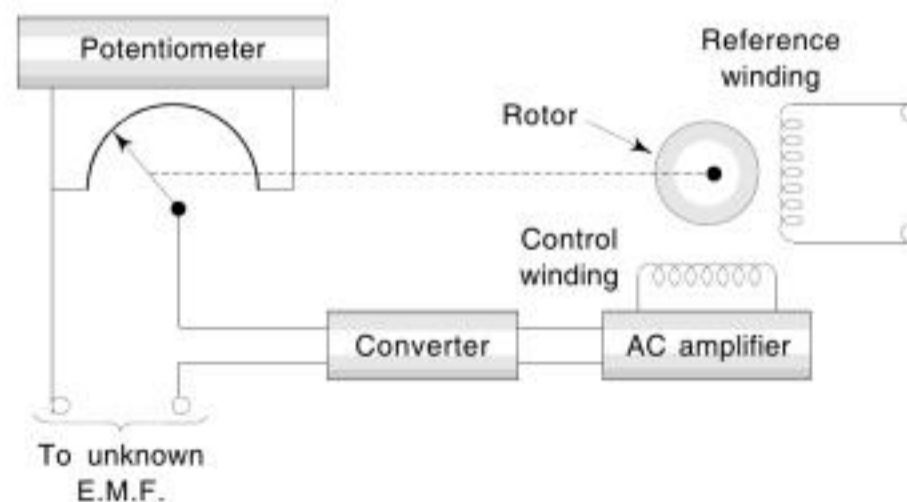 Potentiometer
Reference
winding
Rotor
Control
winding
Converter
AC amplifier
To unknown
E.M.F.